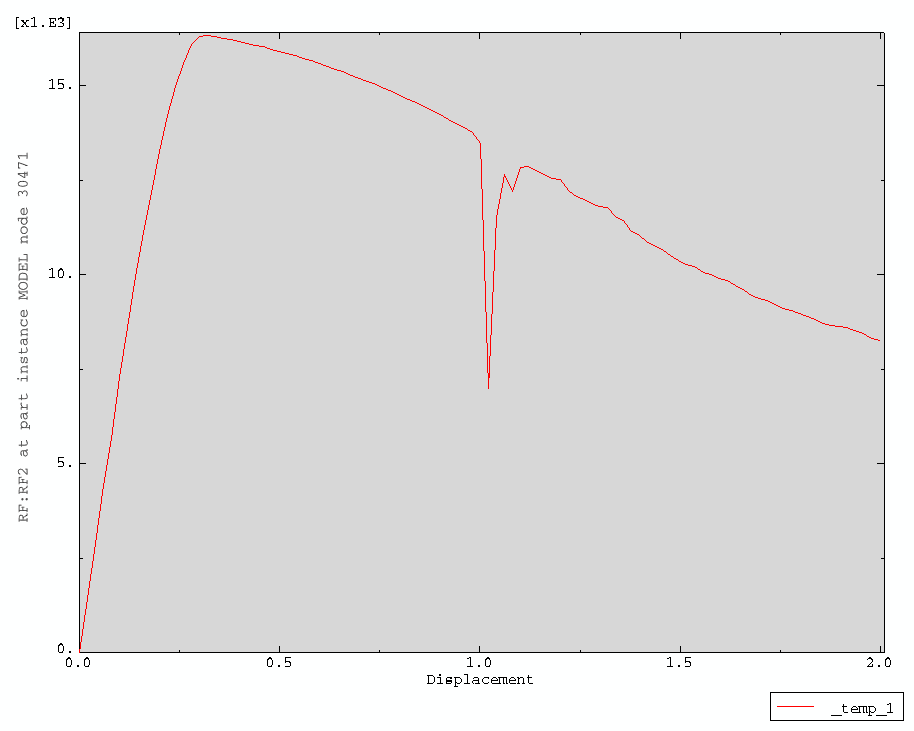 [x1.E3]
15.
10.
5.
0.
RF:RF2 at part instance MODEL node 30471
0.0 0.5 1.0 1.5 2.0
Displacement
_temp_1